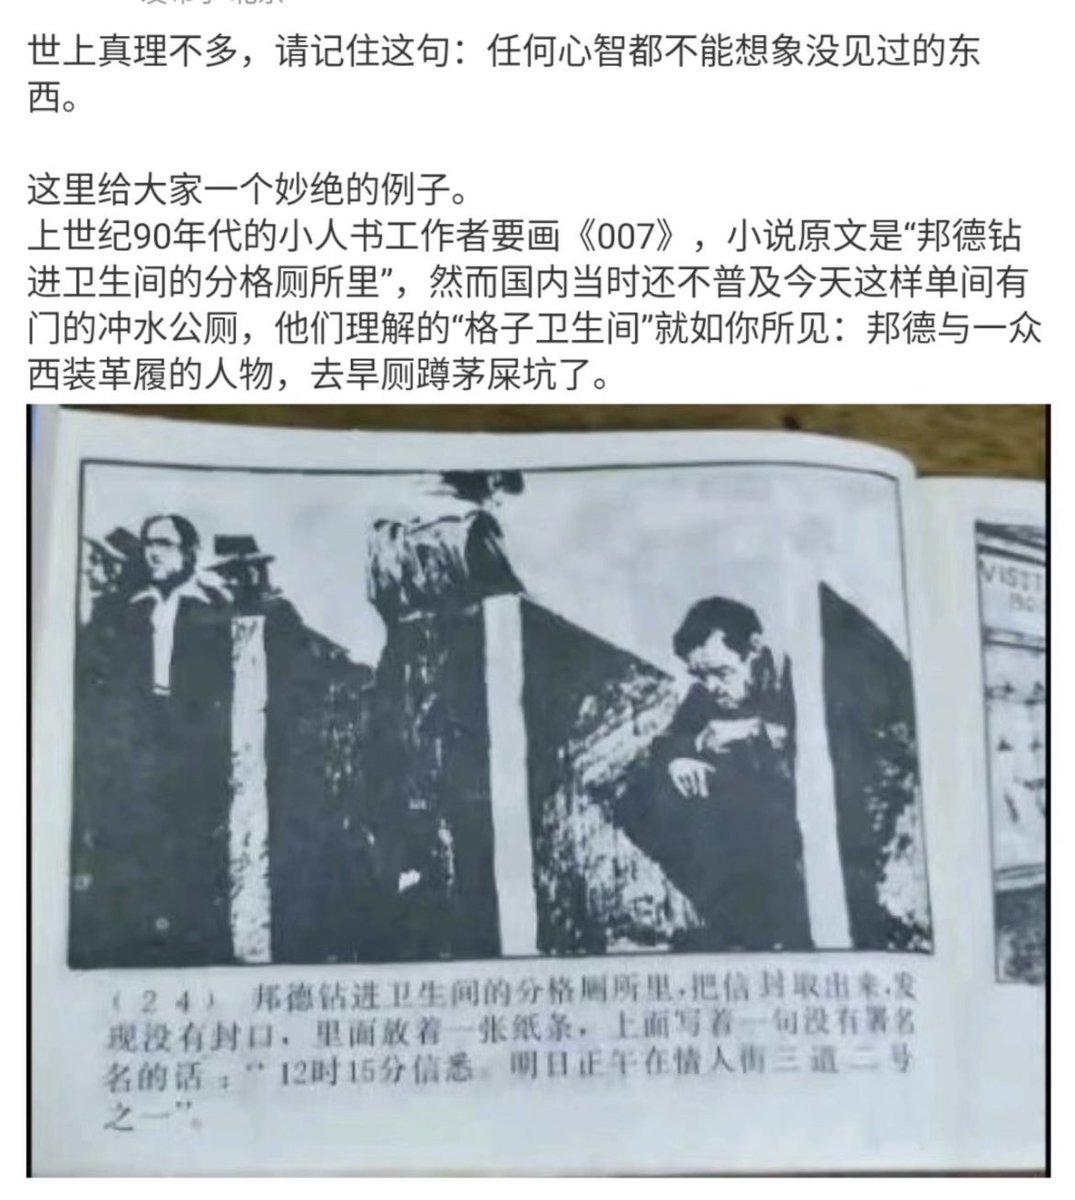 世上真理不多，请记住这句：任何心智都不能想象没见过的东
西。
这里给大家一个妙绝的例子。
上世纪90年代的小人书工作者要画《007》，小说原文是“邦德钻
进卫生间的分格厕所里”，然而国内当时还不普及今天这样单间有
门的冲水公厕，他们理解的“格子卫生间”就如你所见：邦德与一众
西装革履的人物，去旱厕蹲茅屎坑了。
VISIT
（24） 邦德钻进卫生间的分格厕所里，把信封取出来，发
现没有封口，里面放着一张纸条，上面写着一句没有署名
名的话：“12时15分信悉。明日正午在情人街三道二号
之一”。